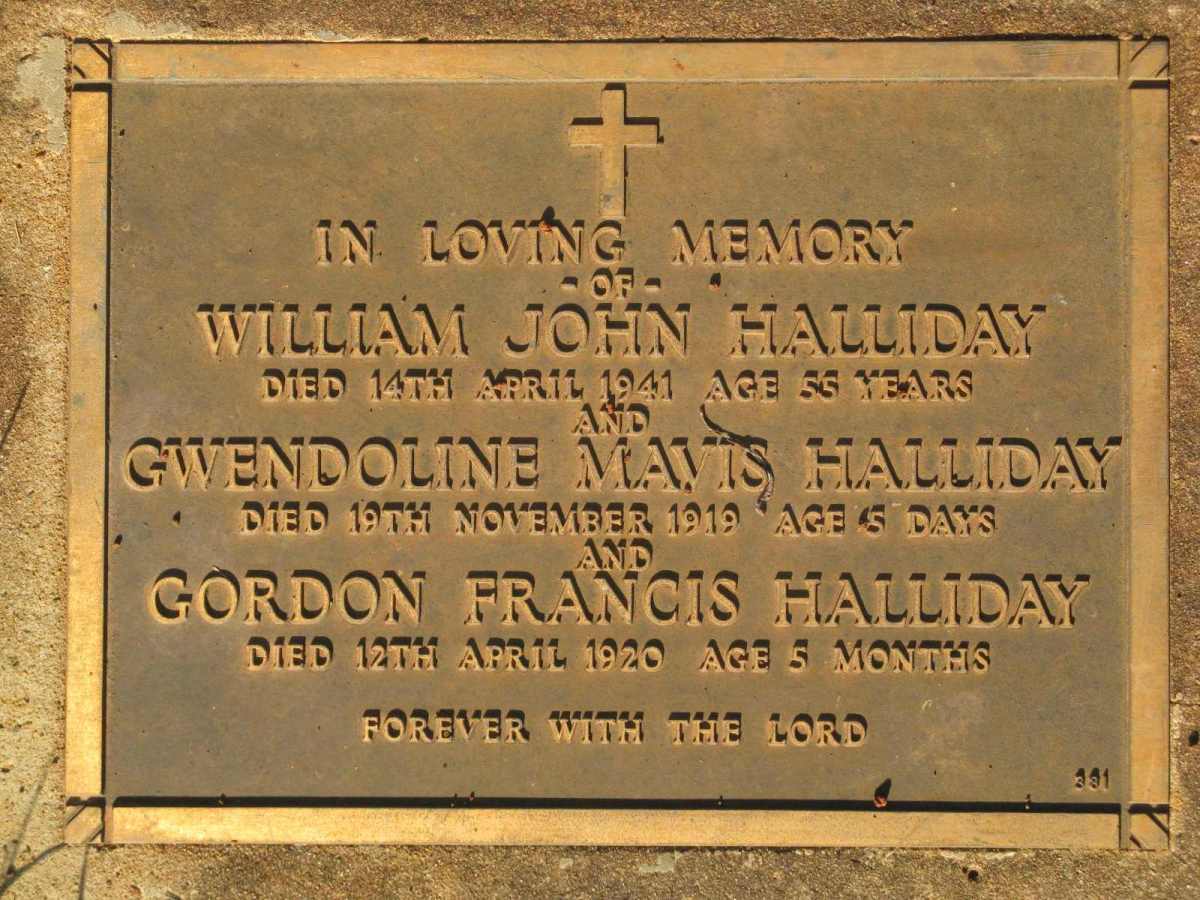 IN LOVING MEMORY
- OF -
WILLIAM JOHN HALLIDAY
DIED 14TH APRIL 1941 AGE 55 YEARS
AND
GWENDOLINE MAVIS HALLIDAY
DIED 19TH NOVEMBER 1919 AGE 5 DAYS
AND
GORDON FRANCIS HALLIDAY
DIED 12TH APRIL 1920 AGE 5 MONTHS
FOREVER WITH THE LORD
331